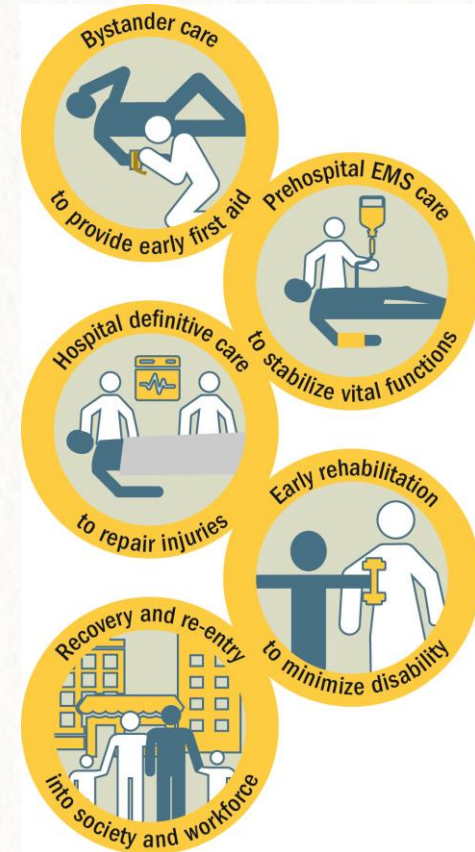 Bystander care
to provide early first aid
Prehospital EMS care
to stabilize vital functions
Hospital definitive care
to repair injuries
Early rehabilitation
to minimize disability
Recovery and re-entry
into society and workforce